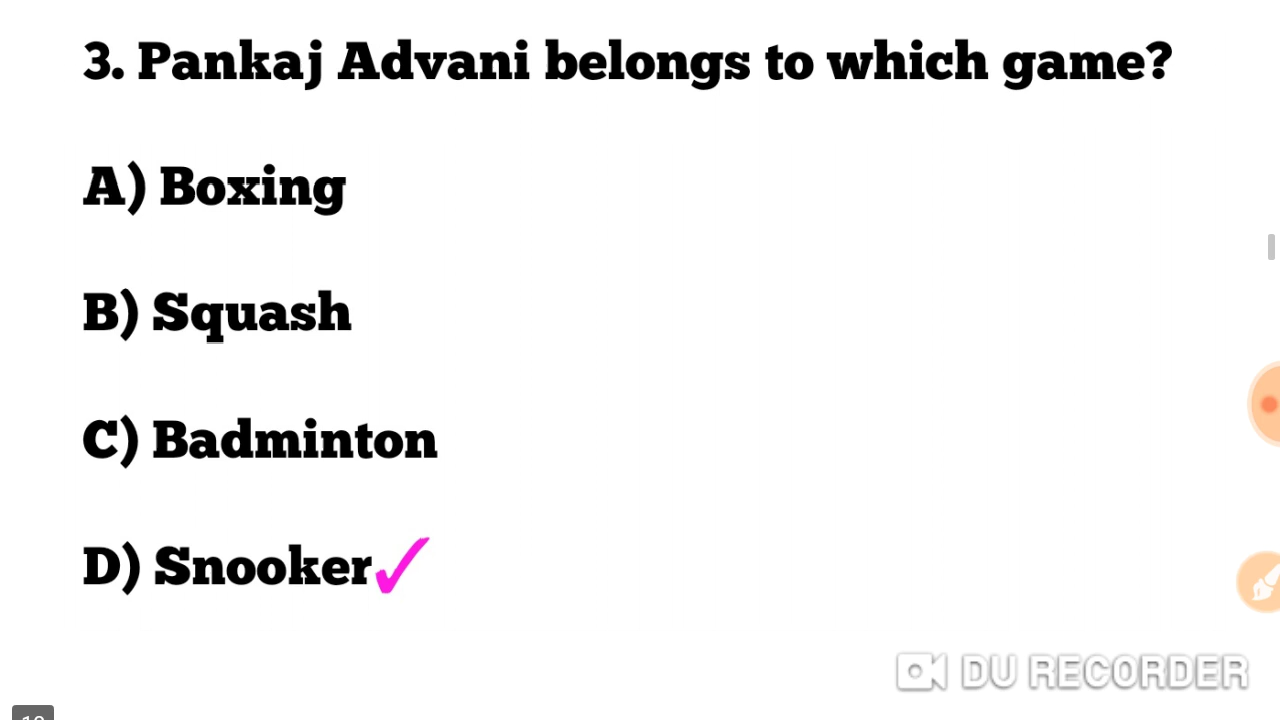 3. Pankaj Advani belongs to which game?
A) Boxing
B) Squash
C) Badminton
D) Snooker
DU RECORDER